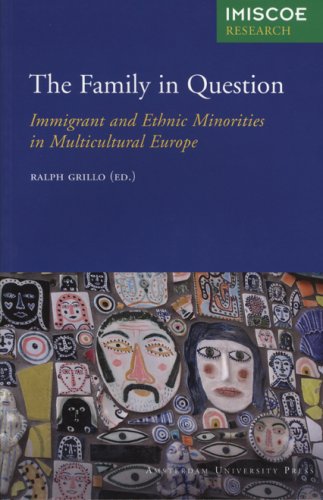 IMISCOE
RESEARCH
The Family in Question
Immigrant and Ethnic Minorities
in Multicultural Europe
RALPH GRILLO (ED.)
AMSTERDAM UNIVERSITY PRESS